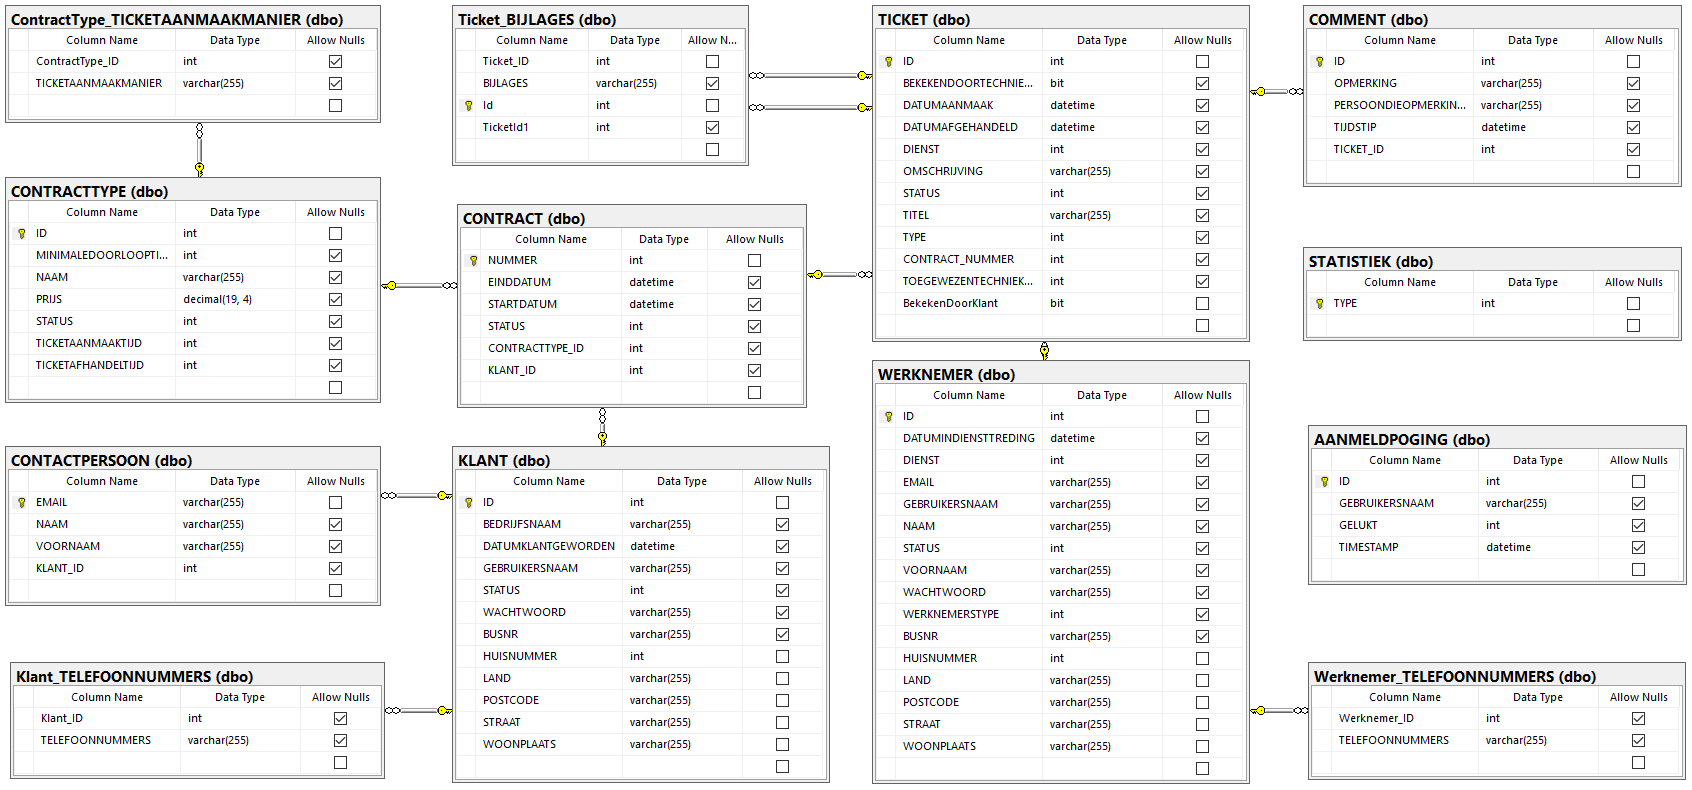 ContractType_TICKETAANMAAKMANIER (dbo)
Column Name Data Type Allow Nulls
ContractType_ID int
TICKETAANMAAKMANIER varchar(255)
Ticket_BIJLAGES (dbo)
Column Name Data Type Allow N...
Ticket_ID int
BIJLAGES varchar(255)
Id int
TicketId1 int
TICKET (dbo)
Column Name Data Type Allow Nulls
ID int
BEKEKENDOORTECHNIE... bit
DATUMAANMAAK datetime
DATUMAFGEHANDELD datetime
DIENST int
OMSCHRIJVING varchar(255)
STATUS int
TITEL varchar(255)
TYPE int
CONTRACT_NUMMER int
TOEGEWEZENTECHNIEK... int
BekekenDoorKlant bit
COMMENT (dbo)
Column Name Data Type Allow Nulls
ID int
OPMERKING varchar(255)
PERSOONDIEOPMERKIN... varchar(255)
TIJDSTIP datetime
TICKET_ID int
CONTRACTTYPE (dbo)
Column Name Data Type Allow Nulls
ID int
MINIMALEDOORLOOPTI... int
NAAM varchar(255)
PRIJS decimal(19, 4)
STATUS int
TICKETAANMAAKTIJD int
TICKETAFHANDELTIJD int
CONTRACT (dbo)
Column Name Data Type Allow Nulls
NUMMER int
EINDDATUM datetime
STARTDATUM datetime
STATUS int
CONTRACTTYPE_ID int
KLANT_ID int
STATISTIEK (dbo)
Column Name Data Type Allow Nulls
TYPE int
WERKNEMER (dbo)
Column Name Data Type Allow Nulls
ID int
DATUMINDIENSTTREDING datetime
DIENST int
EMAIL varchar(255)
GEBRUIKERSNAAM varchar(255)
NAAM varchar(255)
STATUS int
VOORNAAM varchar(255)
WACHTWOORD varchar(255)
WERKNEMERSTYPE int
BUSNR varchar(255)
HUISNUMMER int
LAND varchar(255)
POSTCODE varchar(255)
STRAAT varchar(255)
WOONPLAATS varchar(255)
AANMELDPOGING (dbo)
Column Name Data Type Allow Nulls
ID int
GEBRUIKERSNAAM varchar(255)
GELUKT int
TIMESTAMP datetime
CONTACTPERSOON (dbo)
Column Name Data Type Allow Nulls
EMAIL varchar(255)
NAAM varchar(255)
VOORNAAM varchar(255)
KLANT_ID int
KLANT (dbo)
Column Name Data Type Allow Nulls
ID int
BEDRIJFSNAAM varchar(255)
DATUMKLANTGEWORDEN datetime
GEBRUIKERSNAAM varchar(255)
STATUS int
WACHTWOORD varchar(255)
BUSNR varchar(255)
HUISNUMMER int
LAND varchar(255)
POSTCODE varchar(255)
STRAAT varchar(255)
WOONPLAATS varchar(255)
Klant_TELEFOONNUMMERS (dbo)
Column Name Data Type Allow Nulls
Klant_ID int
TELEFOONNUMMERS varchar(255)
Werknemer_TELEFOONNUMMERS (dbo)
Column Name Data Type Allow Nulls
Werknemer_ID int
TELEFOONNUMMERS varchar(255)